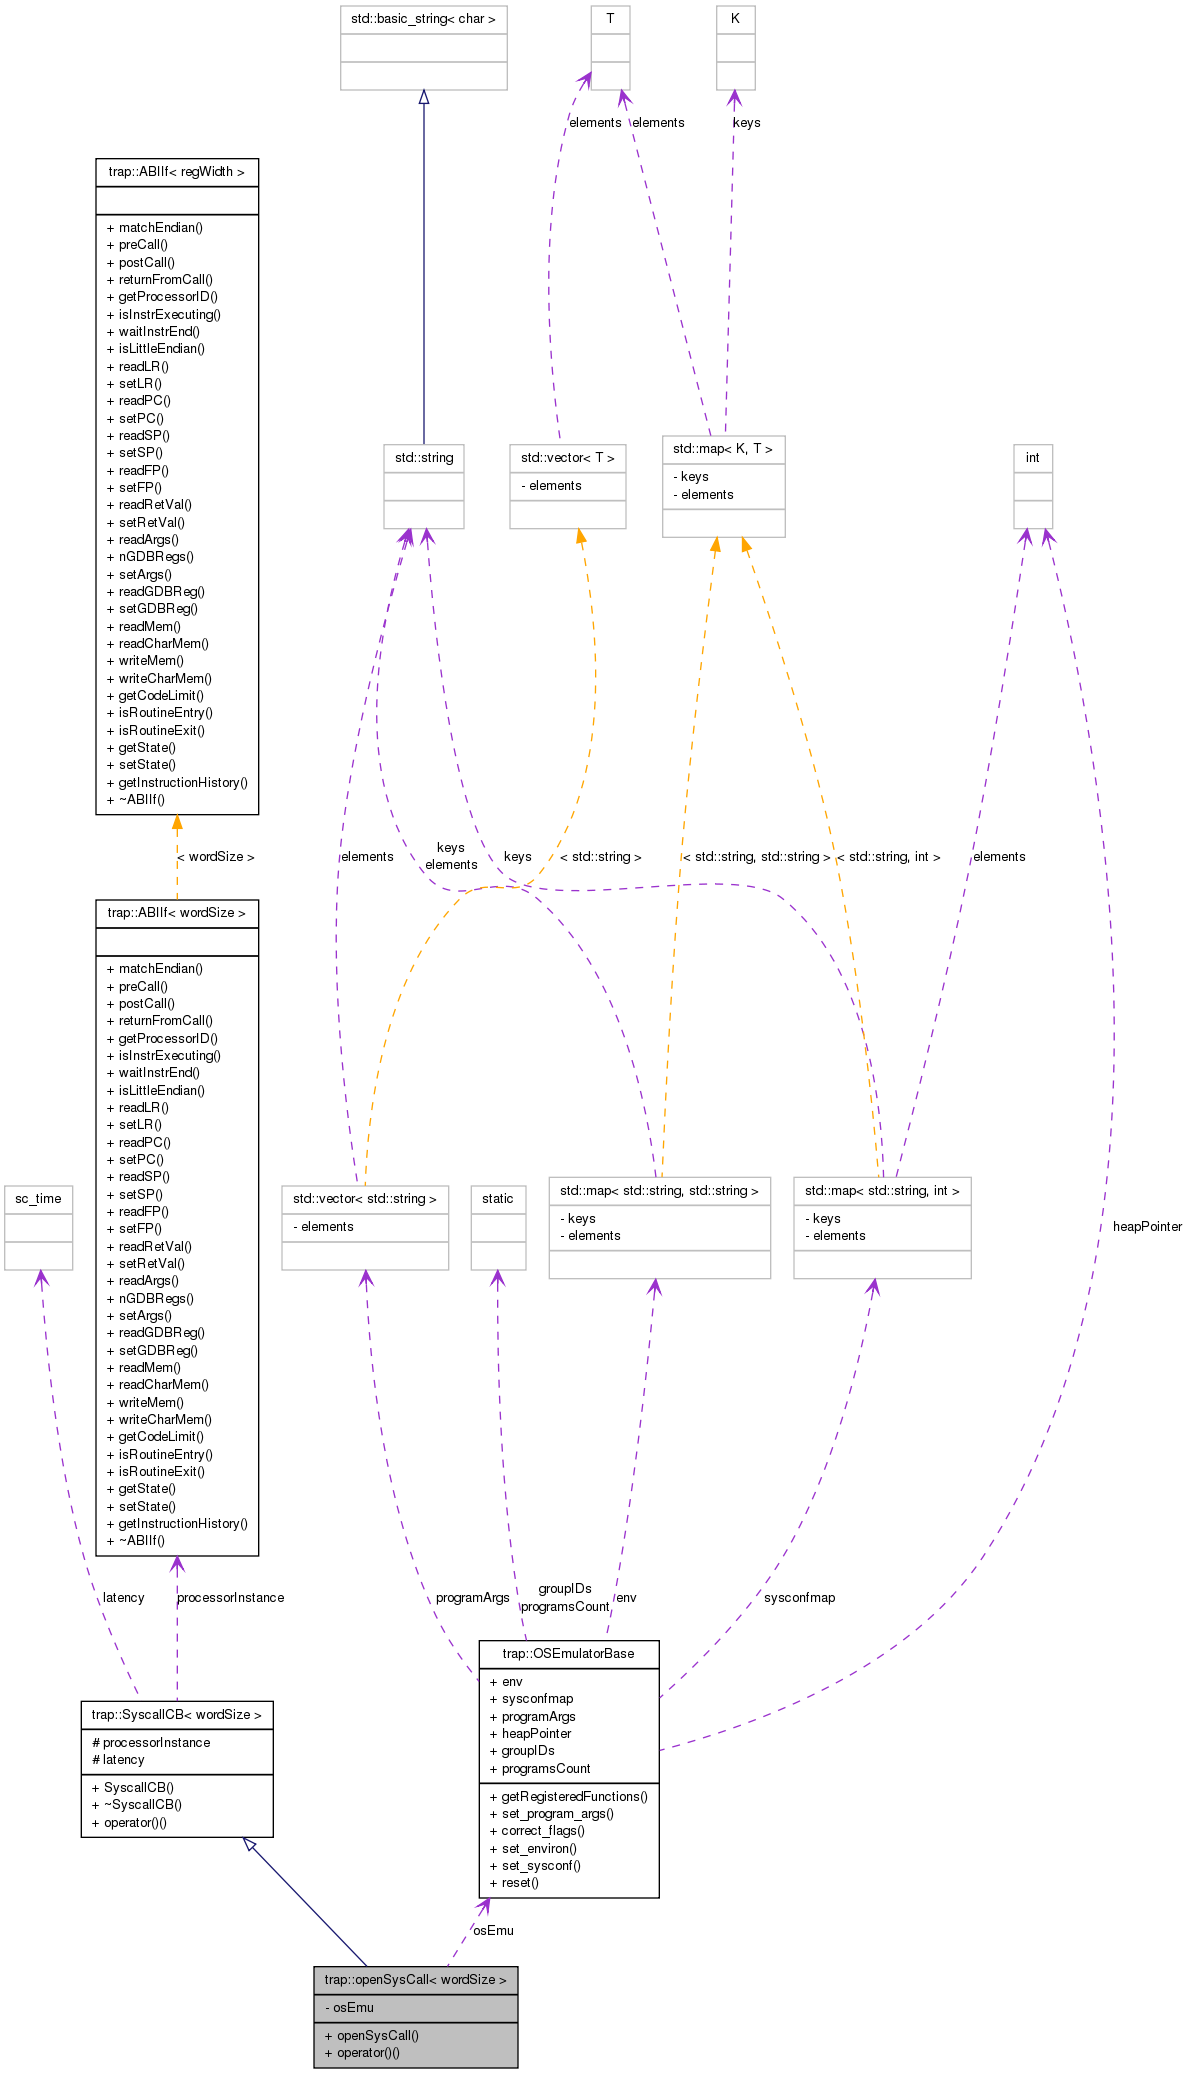 std::basic_string< char >
T
K
elements
elements
keys
trap::ABIIf< regWidth >
+ matchEndian()
+ preCall()
+ postCall()
+ returnFromCall()
+ getProcessorID()
+ isInstrExecuting()
+ waitInstrEnd()
+ isLittleEndian()
+ readLR()
+ setLR()
+ readPC()
+ setPC()
+ readSP()
+ setSP()
+ readFP()
+ setFP()
+ readRetVal()
+ setRetVal()
+ readArgs()
+ nGDBRegs()
+ setArgs()
+ readGDBReg()
+ setGDBReg()
+ readMem()
+ readCharMem()
+ writeMem()
+ writeCharMem()
+ getCodeLimit()
+ isRoutineEntry()
+ isRoutineExit()
+ getState()
+ setState()
+ getInstructionHistory()
+ ~ABIIf()
std::string
std::vector< T >
- elements
std::map< K, T >
- keys
- elements
int
< wordSize >
elements
keys
elements
keys
< std::string >
< std::string, std::string >
< std::string, int >
elements
trap::ABIIf< wordSize >
+ matchEndian()
+ preCall()
+ postCall()
+ returnFromCall()
+ getProcessorID()
+ isInstrExecuting()
+ waitInstrEnd()
+ isLittleEndian()
+ readLR()
+ setLR()
+ readPC()
+ setPC()
+ readSP()
+ setSP()
+ readFP()
+ setFP()
+ readRetVal()
+ setRetVal()
+ readArgs()
+ nGDBRegs()
+ setArgs()
+ readGDBReg()
+ setGDBReg()
+ readMem()
+ readCharMem()
+ writeMem()
+ writeCharMem()
+ getCodeLimit()
+ isRoutineEntry()
+ isRoutineExit()
+ getState()
+ setState()
+ getInstructionHistory()
+ ~ABIIf()
sc_time
std::vector< std::string >
- elements
static
std::map< std::string, std::string >
- keys
- elements
std::map< std::string, int >
- keys
- elements
heapPointer
latency
processorInstance
programArgs
groupIDs
programsCount
env
sysconfmap
trap::SyscallCB< wordSize >
# processorInstance
# latency
+ SyscallCB()
+ ~SyscallCB()
+ operator()()
trap::OSEmulatorBase
+ env
+ sysconfmap
+ programArgs
+ heapPointer
+ groupIDs
+ programsCount
+ getRegisteredFunctions()
+ set_program_args()
+ correct_flags()
+ set_environ()
+ set_sysconf()
+ reset()
osEmu
trap::openSysCall< wordSize >
- osEmu
+ openSysCall()
+ operator()()